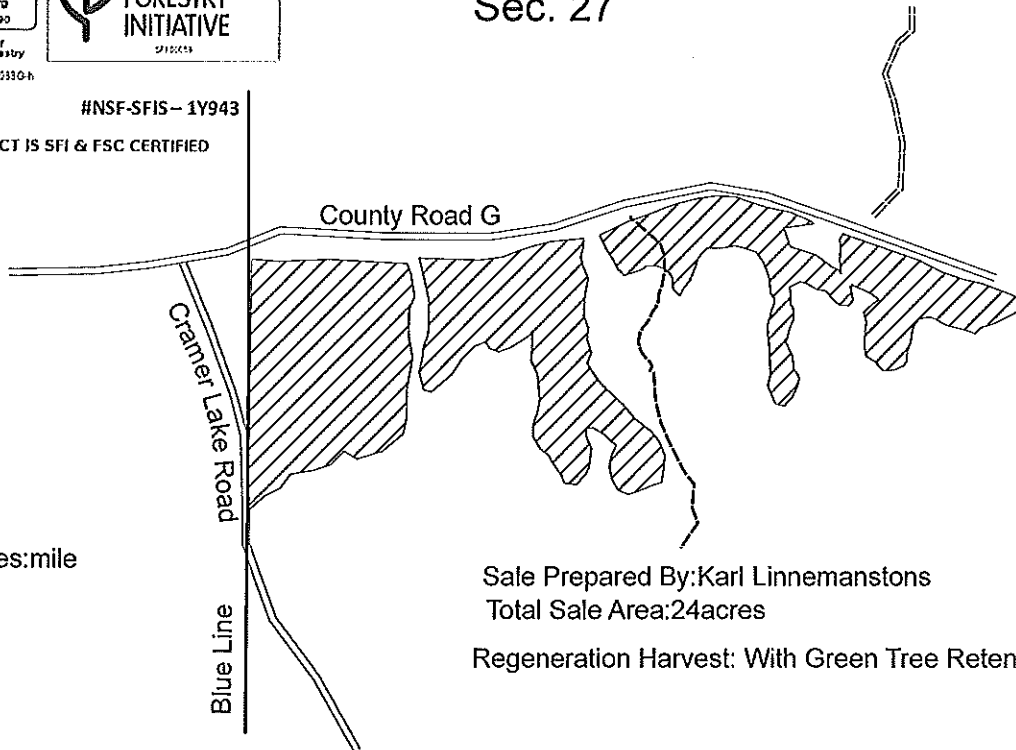 FORESTRY
INITIATIVE
Sec. 27
#NSF-SFIS– 1Y943
CT IS SFI & FSC CERTIFIED
County Road G
Cramer Lake Road
es:mile
Blue Line
Sale Prepared By:Karl Linnemanstons
Total Sale Area:24acres
Regeneration Harvest: With Green Tree Reten